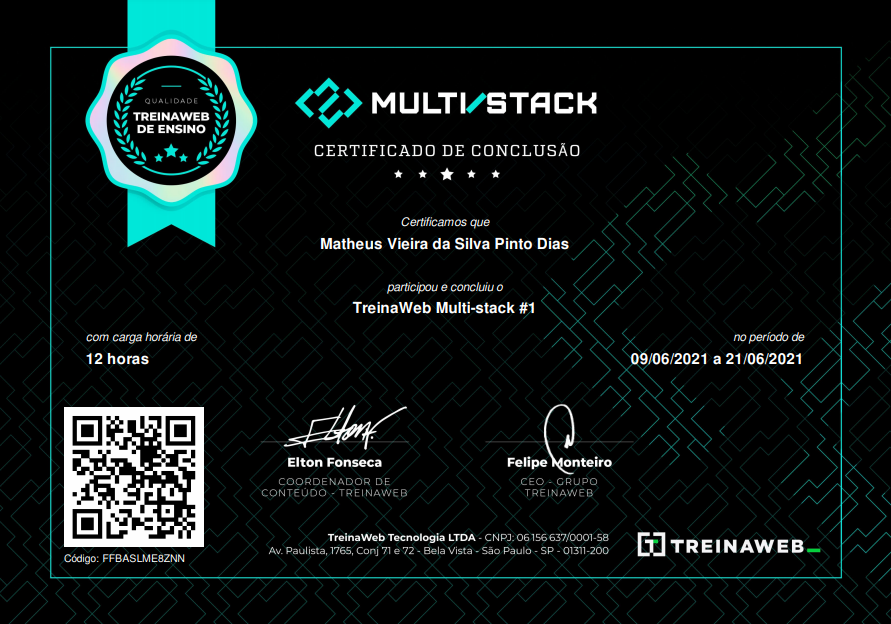 QUALIDADE
TREINAWEB
DE ENSINO
MULTI/STACK
CERTIFICADO DE CONCLUSÃO
Certificamos que
Matheus Vieira da Silva Pinto Dias
participou e concluiu o
TreinaWeb Multi-stack #1
com carga horária de
12 horas
no período de
09/06/2021 a 21/06/2021
Elton Fonseca
COORDENADOR DE
CONTEÚDO - TREINAWEB
Felipe Monteiro
CEO - GRUPO
TREINAWEB
Código: FFBASLME8ZNN
TreinaWeb Tecnologia LTDA - CNPJ: 06 156 637/0001-58
Av. Paulista, 1765, Conj 71 e 72 - Bela Vista - São Paulo - SP - 01311-200
TREINAWEB_